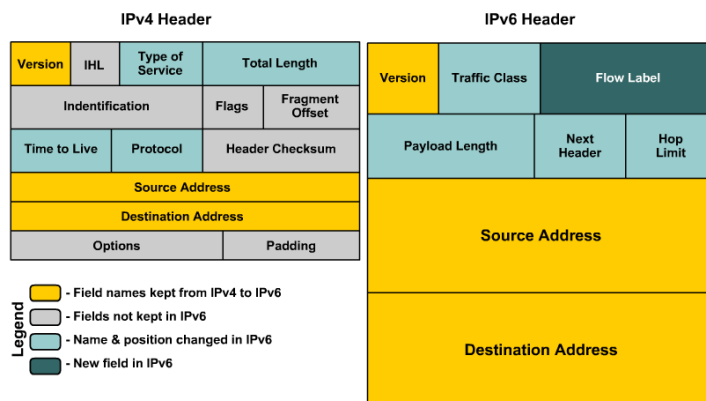 IPv4 Header
IPv6 Header
Version IHL Type of Service Total Length
Indentification Flags Fragment Offset
Time to Live Protocol Header Checksum
Source Address
Destination Address
Options Padding
Version Traffic Class Flow Label
Payload Length Next Header Hop Limit
Source Address
Destination Address
Legend
- Field names kept from IPv4 to IPv6
- Fields not kept in IPv6
- Name & position changed in IPv6
- New field in IPv6